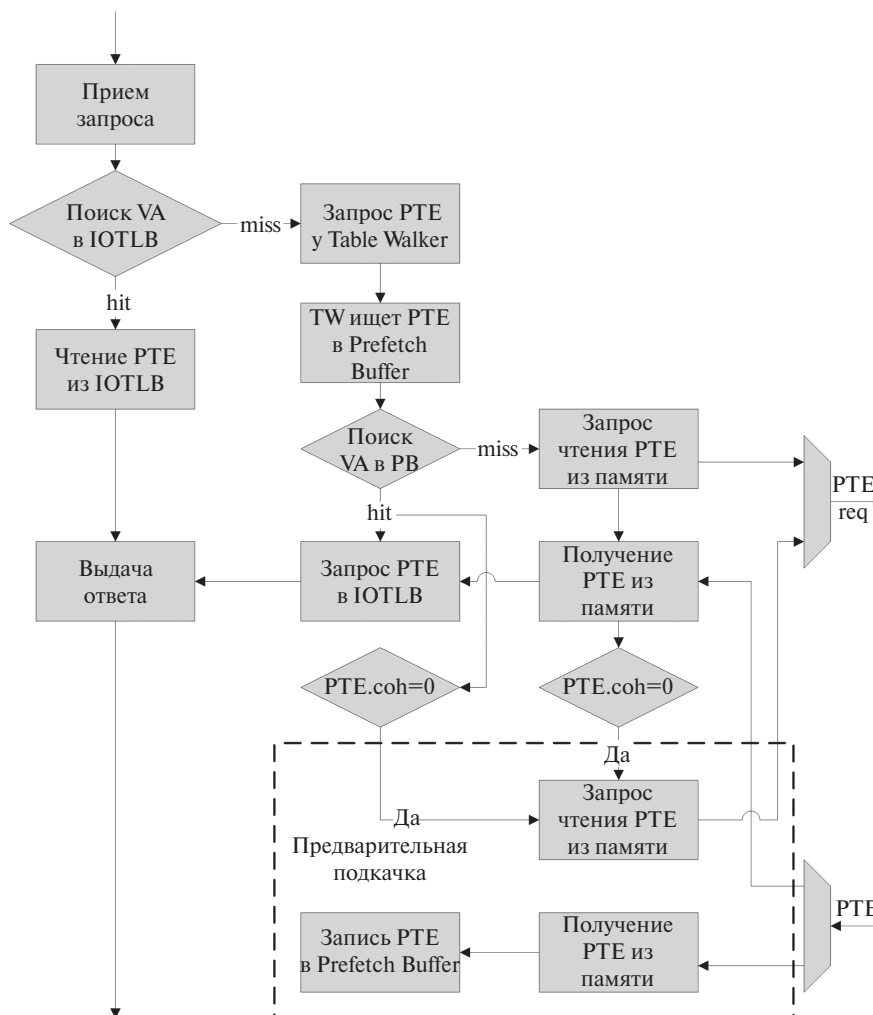 Прием
запроса
Поиск VA
в IOTLB
miss
Запрос PTE
у Table Walker
hit
TW ищет PTE
в Prefetch
Buffer
Чтение PTE
из IOTLB
Поиск
VA в PB
miss
Запрос
чтения PTE
из памяти
PTE
req
hit
Выдача
ответа
Запрос PTE
в IOTLB
Получение
PTE из
памяти
PTE.coh=0
PTE.coh=0
Да
Запрос
чтения PTE
из памяти
Да
Предварительная
подкачка
PTE
Запись PTE
в Prefetch Buffer
Получение
PTE из
памяти